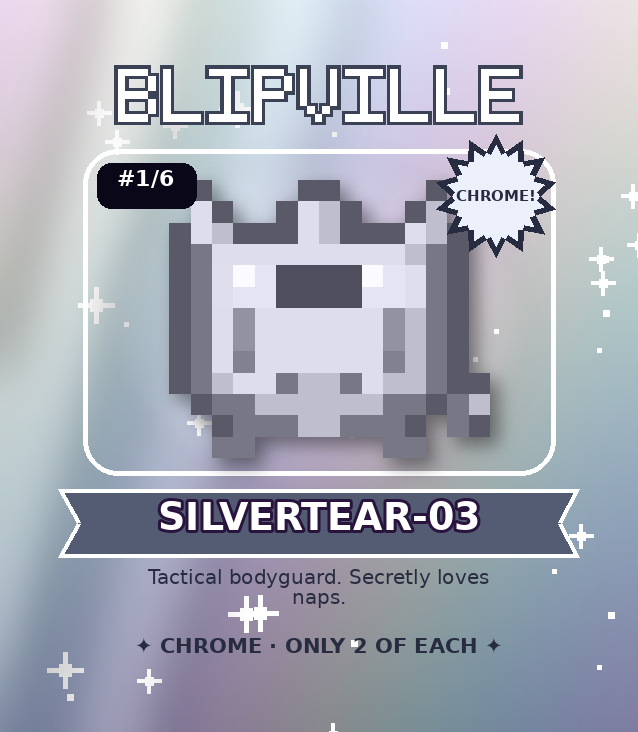 BLIPVILLE
#1/6
CHROME!
SILVERTEAR-03
Tactical bodyguard. Secretly loves
naps.
✦ CHROME · ONLY 2 OF EACH ✦